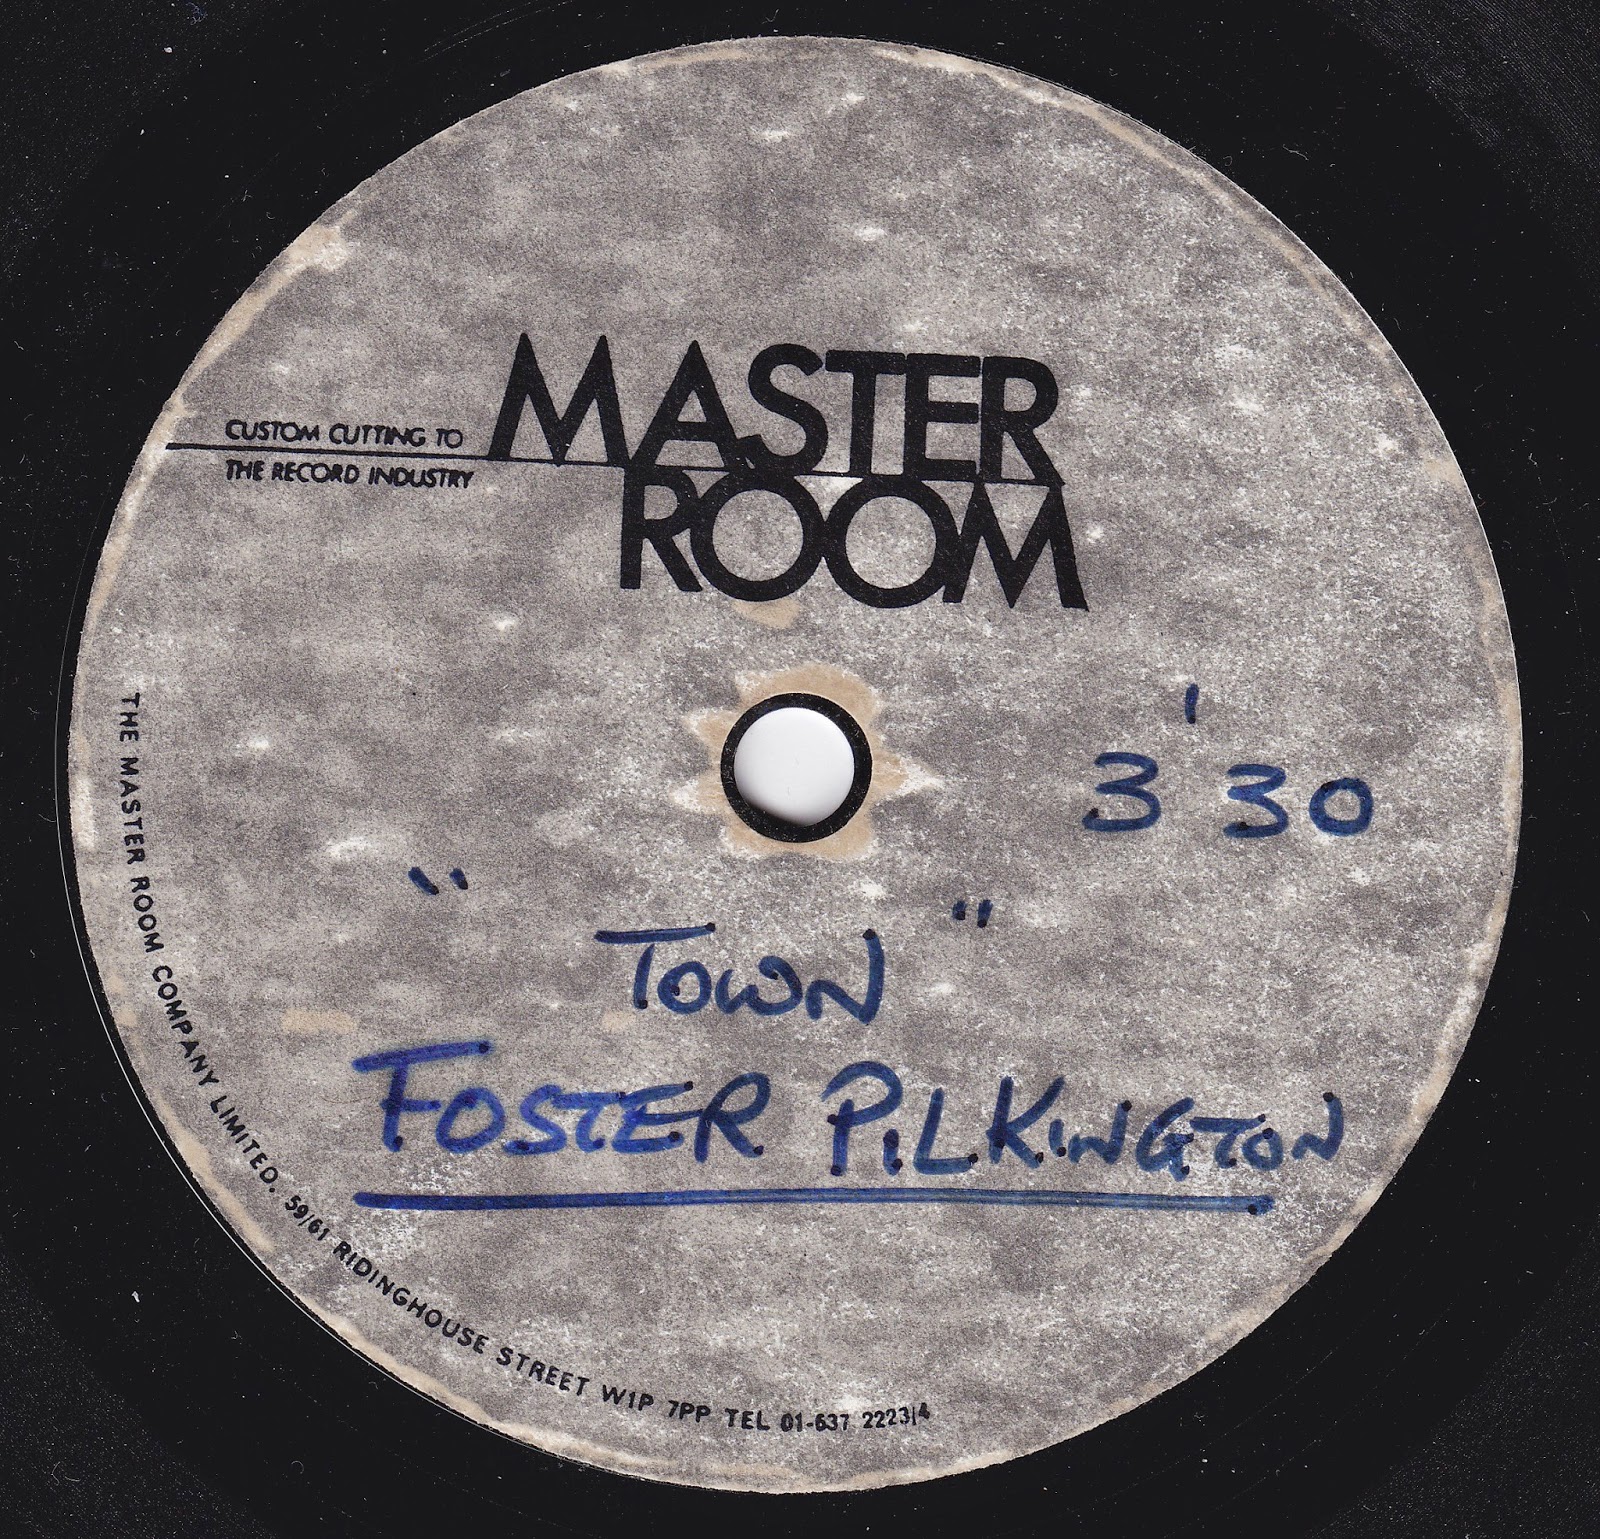 CUSTOM CUTTING TO
THE RECORD INDUSTRY
MASTER
ROOM
3'30
"TOWN"
FOSTER PILKINGTON
THE MASTER ROOM COMPANY LIMITED. 59/61 RIDINGHOUSE STREET W1P 7PP TEL 01-637 2223/4